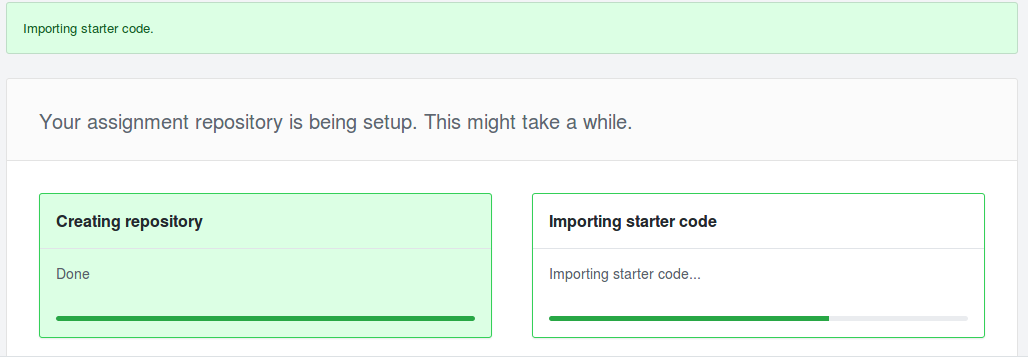 Importing starter code.
Your assignment repository is being setup. This might take a while.
Creating repository
Done
Importing starter code
Importing starter code...